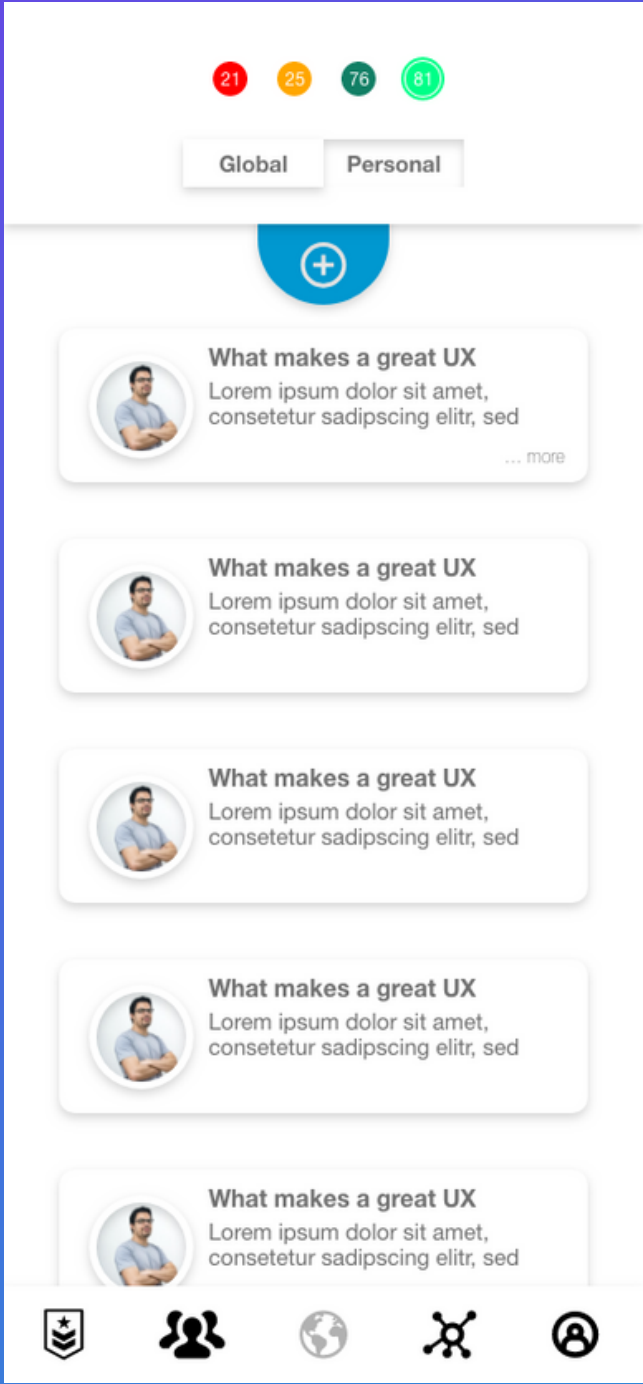 21 25 76 81
Global Personal
What makes a great UX
Lorem ipsum dolor sit amet,
consetetur sadipscing elitr, sed
... more
What makes a great UX
Lorem ipsum dolor sit amet,
consetetur sadipscing elitr, sed
What makes a great UX
Lorem ipsum dolor sit amet,
consetetur sadipscing elitr, sed
What makes a great UX
Lorem ipsum dolor sit amet,
consetetur sadipscing elitr, sed
What makes a great UX
Lorem ipsum dolor sit amet,
consetetur sadipscing elitr, sed